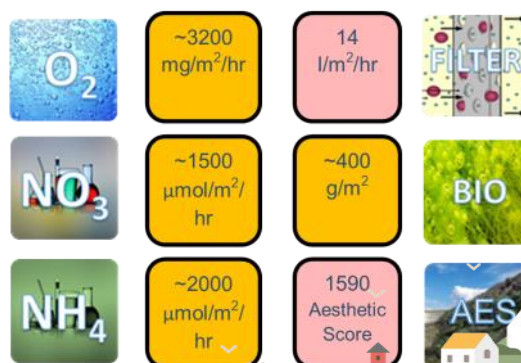 O₂
~3200
mg/m²/hr
14
l/m²/hr
FILTER
NO₃
~1500
µmol/m²/
hr
~400
g/m²
BIO
NH₄
~2000
µmol/m²/
hr
1590
Aesthetic
Score
AES